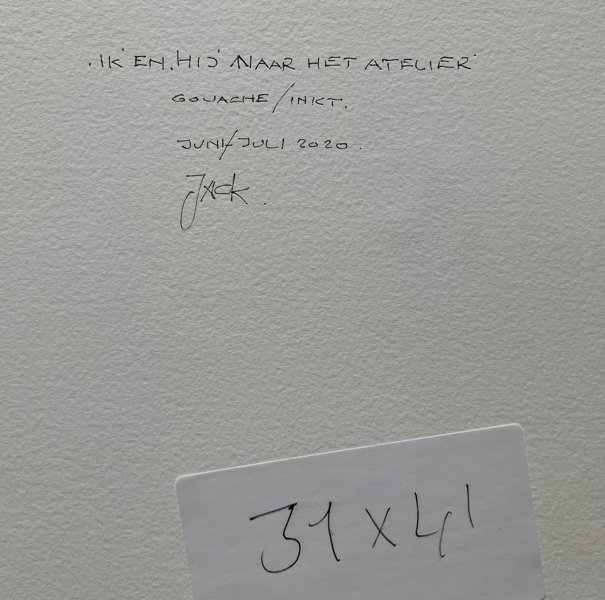 'IK' EN 'HIJ' NAAR HET ATELIER
GOUACHE/INKT.
JUNI/JULI 2020.
Jack.
31 x 41